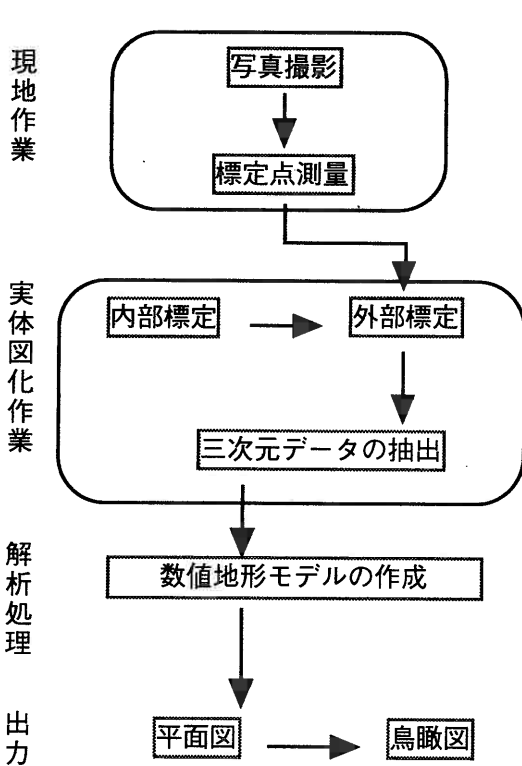 現地作業
写真撮影
標定点測量
実体図化作業
内部標定
外部標定
三次元データの抽出
解析処理
数値地形モデルの作成
出力
平面図
鳥瞰図